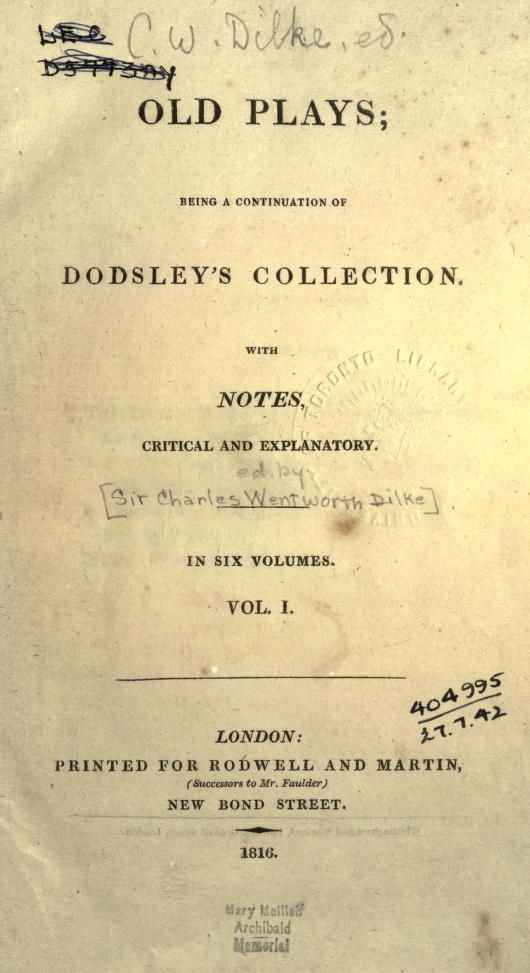 C. W. Dilke, ed.
OLD PLAYS;
BEING A CONTINUATION OF
DODSLEY'S COLLECTION.
WITH
NOTES,
CRITICAL AND EXPLANATORY.
ed. by
[Sir Charles Wentworth Dilke]
TORONTO LIBRARY
IN SIX VOLUMES.
VOL. I.
404995
27.7.42
LONDON:
PRINTED FOR RODWELL AND MARTIN,
(Successors to Mr. Faulder)
NEW BOND STREET.
1816.
Mary
Archibald
Memorial